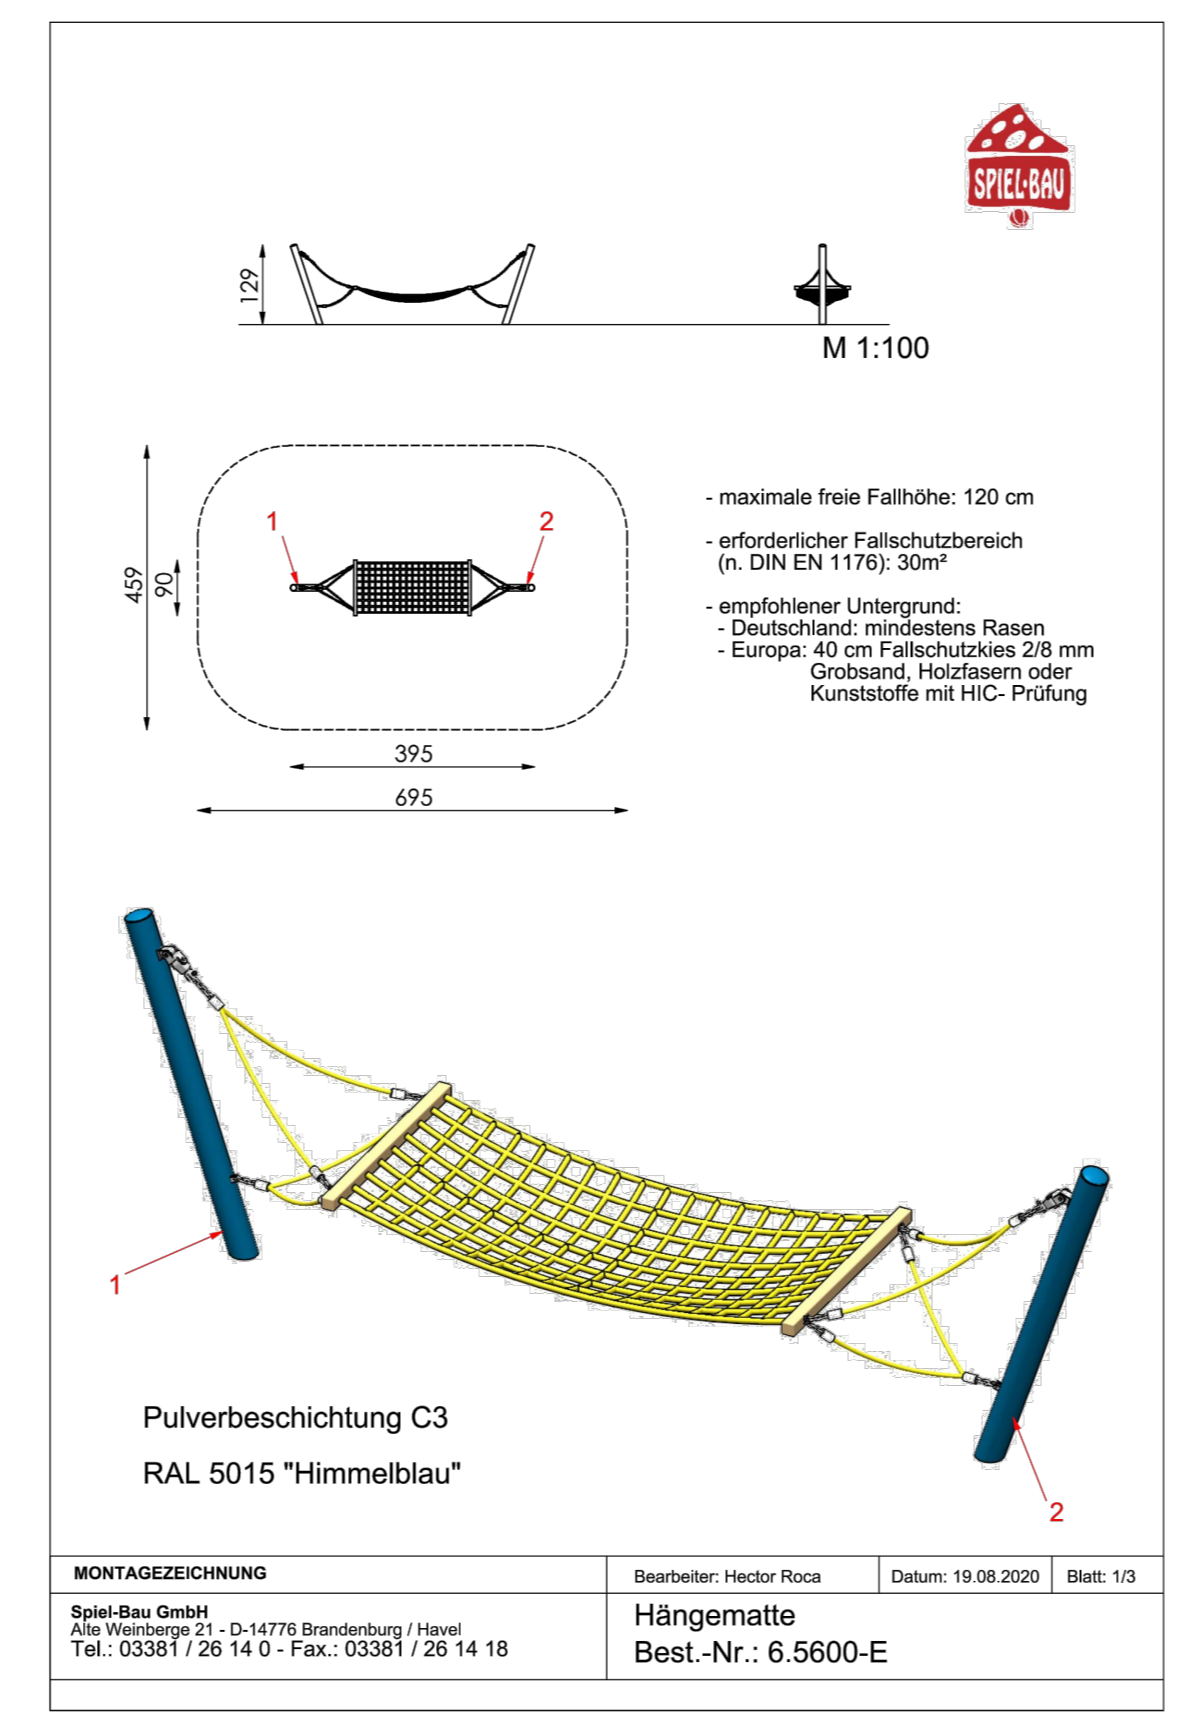 SPIEL-BAU
129
M 1:100
459
90
1
2
395
695
- maximale freie Fallhöhe: 120 cm
- erforderlicher Fallschutzbereich
(n. DIN EN 1176): 30m²
- empfohlener Untergrund:
- Deutschland: mindestens Rasen
- Europa: 40 cm Fallschutzkies 2/8 mm
Grobsand, Holzfasern oder
Kunststoffe mit HIC- Prüfung
1
2
Pulverbeschichtung C3
RAL 5015 "Himmelblau"
MONTAGEZEICHNUNG
Bearbeiter: Hector Roca
Datum: 19.08.2020
Blatt: 1/3
Spiel-Bau GmbH
Alte Weinberge 21 - D-14776 Brandenburg / Havel
Tel.: 03381 / 26 14 0 - Fax.: 03381 / 26 14 18
Hängematte
Best.-Nr.: 6.5600-E